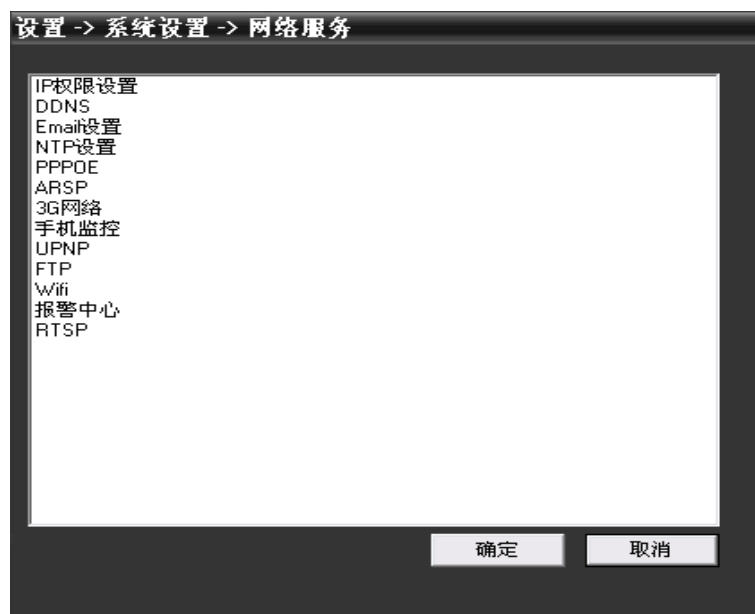 设置 -> 系统设置 -> 网络服务
IP权限设置
DDNS
Email设置
NTP设置
PPPOE
ARSP
3G网络
手机监控
UPNP
FTP
Wifi
报警中心
RTSP
确定 取消